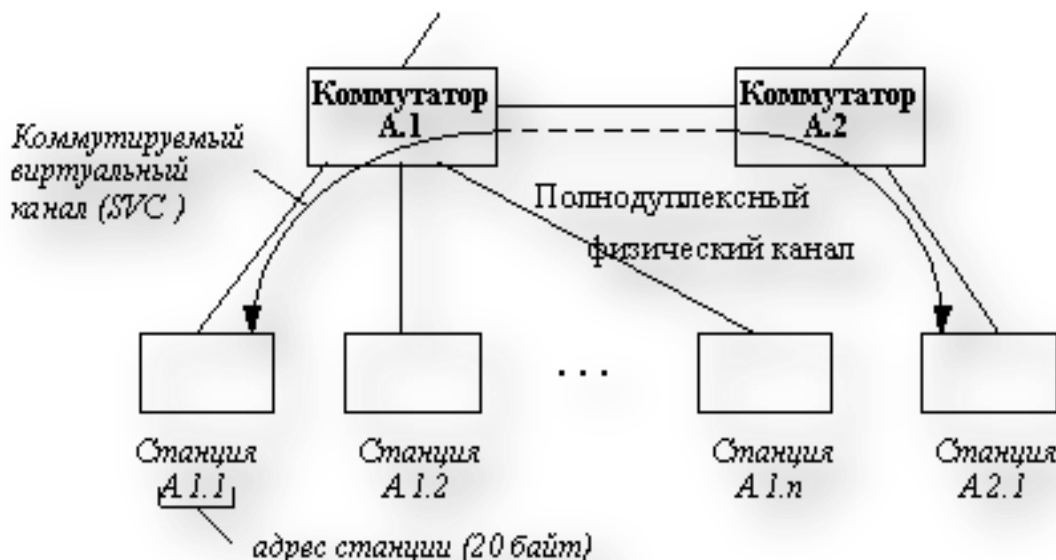 Коммутатор
A.1
Коммутатор
A.2
Коммутируемый
виртуальный
канал (SVC )
Полнодуплексный
физический канал
. . .
Станция
A 1.1
Станция
A 1.2
Станция
A 1.n
Станция
A 2.1
адрес станции (20 байт)